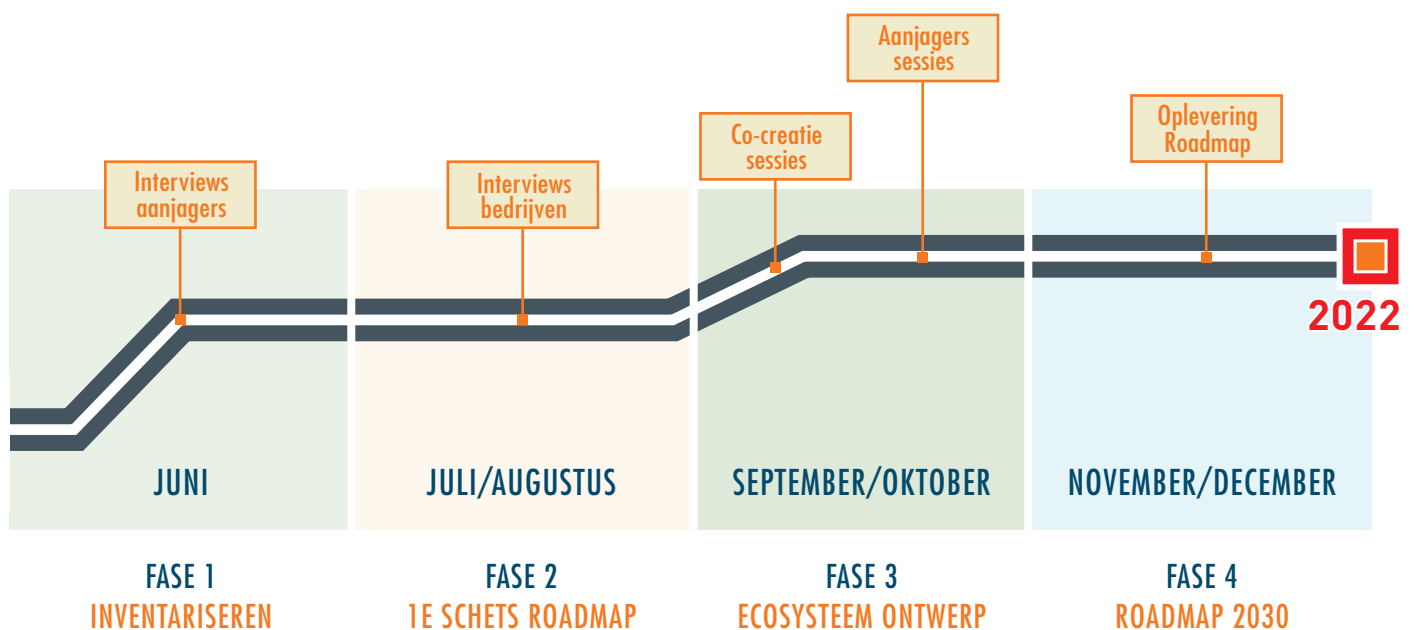 Aanjagers
sessies
Co-creatie
sessies
Oplevering
Roadmap
Interviews
aanjagers
Interviews
bedrijven
2022
JUNI
JULI/AUGUSTUS
SEPTEMBER/OKTOBER
NOVEMBER/DECEMBER
FASE 1
INVENTARISEREN
FASE 2
1E SCHETS ROADMAP
FASE 3
ECOSYSTEEM ONTWERP
FASE 4
ROADMAP 2030